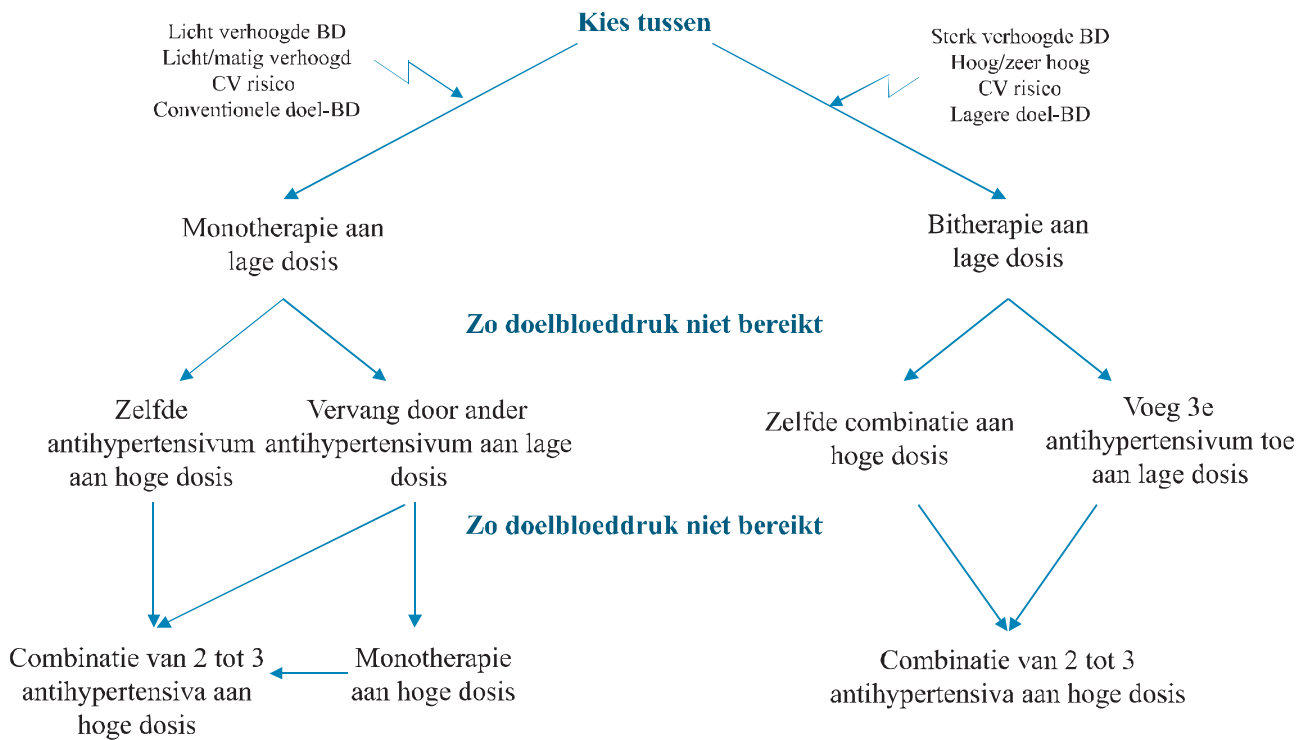 Kies tussen
Licht verhoogde BD
Licht/matig verhoogd
CV risico
Conventionele doel-BD
Sterk verhoogde BD
Hoog/zeer hoog
CV risico
Lagere doel-BD
Monotherapie aan
lage dosis
Bitherapie aan
lage dosis
Zo doelbloeddruk niet bereikt
Zelfde
antihypertensivum
aan hoge dosis
Vervang door ander
antihypertensivum aan lage
dosis
Zelfde combinatie aan
hoge dosis
Voeg 3e
antihypertensivum toe
aan lage dosis
Zo doelbloeddruk niet bereikt
Combinatie van 2 tot 3
antihypertensiva aan
hoge dosis
Monotherapie
aan hoge dosis
Combinatie van 2 tot 3
antihypertensiva aan hoge dosis